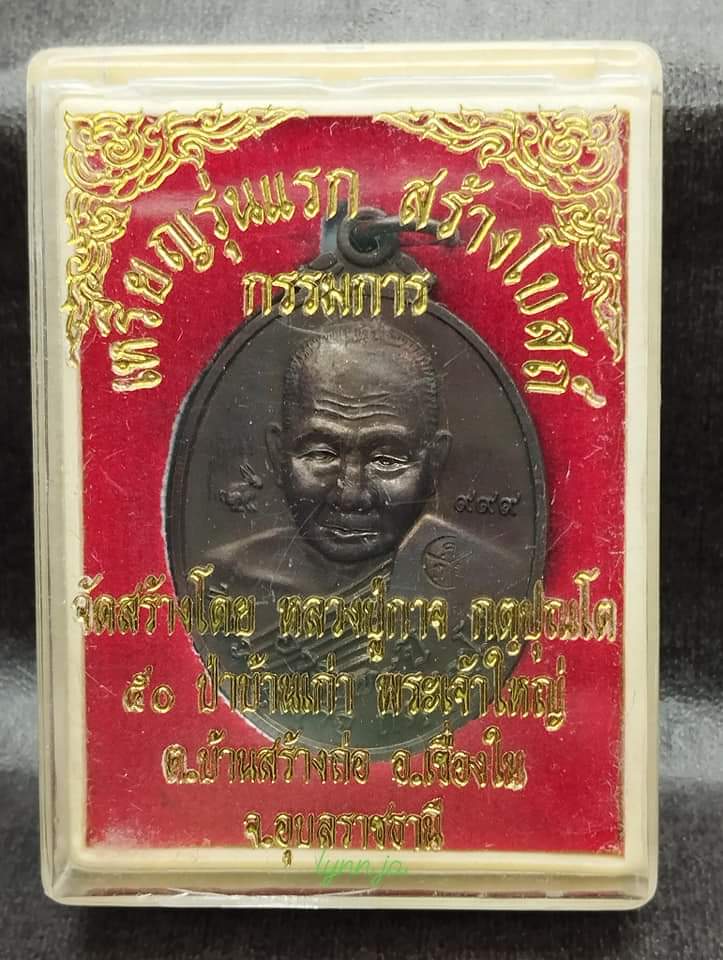 เหรียญรุ่นแรก สร้างโบสถ์
กรรมการ
๙๙๙
จัดสร้างโดย หลวงปู่กาจ กตปุณโต
๕๐ ป่าบ้านเก่า พระเจ้าใหญ่
ต.บ้านสร้างถ่อ อ.เขื่องใน
จ.อุบลราชธานี
lynn.ja